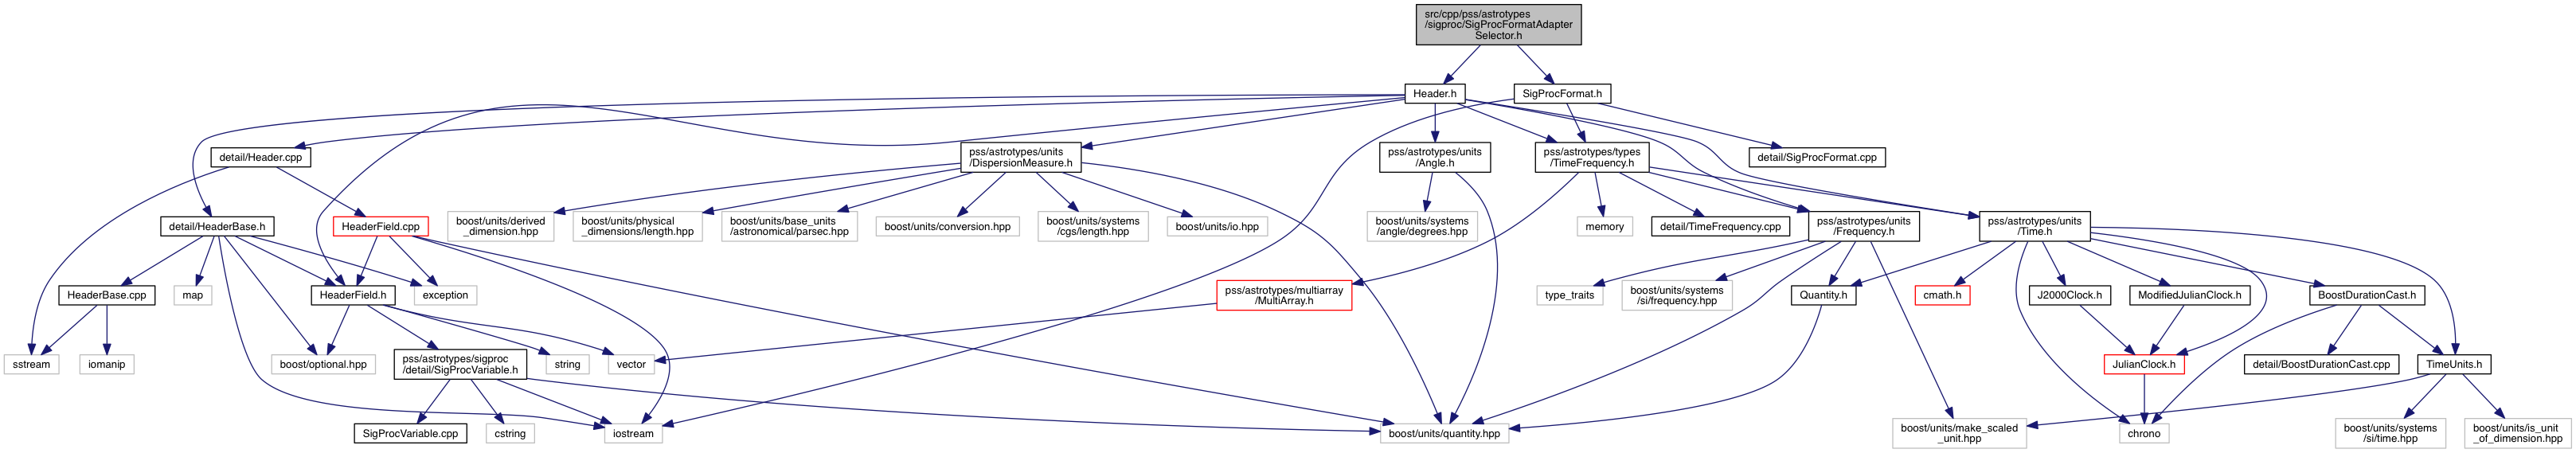 src/cpp/pss/astrotypes
/sigproc/SigProcFormatAdapter
Selector.h
Header.h
SigProcFormat.h
detail/Header.cpp
pss/astrotypes/units
/DispersionMeasure.h
pss/astrotypes/units
/Angle.h
pss/astrotypes/types
/TimeFrequency.h
detail/SigProcFormat.cpp
detail/HeaderBase.h
HeaderField.cpp
boost/units/derived
_dimension.hpp
boost/units/physical
_dimensions/length.hpp
boost/units/base_units
/astronomical/parsec.hpp
boost/units/conversion.hpp
boost/units/systems
/cgs/length.hpp
boost/units/io.hpp
boost/units/systems
/angle/degrees.hpp
memory
detail/TimeFrequency.cpp
pss/astrotypes/units
/Frequency.h
pss/astrotypes/units
/Time.h
HeaderBase.cpp
map
HeaderField.h
exception
pss/astrotypes/multiarray
/MultiArray.h
type_traits
boost/units/systems
/si/frequency.hpp
Quantity.h
cmath.h
J2000Clock.h
ModifiedJulianClock.h
BoostDurationCast.h
sstream
iomanip
boost/optional.hpp
pss/astrotypes/sigproc
/detail/SigProcVariable.h
string
vector
JulianClock.h
detail/BoostDurationCast.cpp
TimeUnits.h
SigProcVariable.cpp
cstring
iostream
boost/units/quantity.hpp
boost/units/make_scaled
_unit.hpp
chrono
boost/units/systems
/si/time.hpp
boost/units/is_unit
_of_dimension.hpp